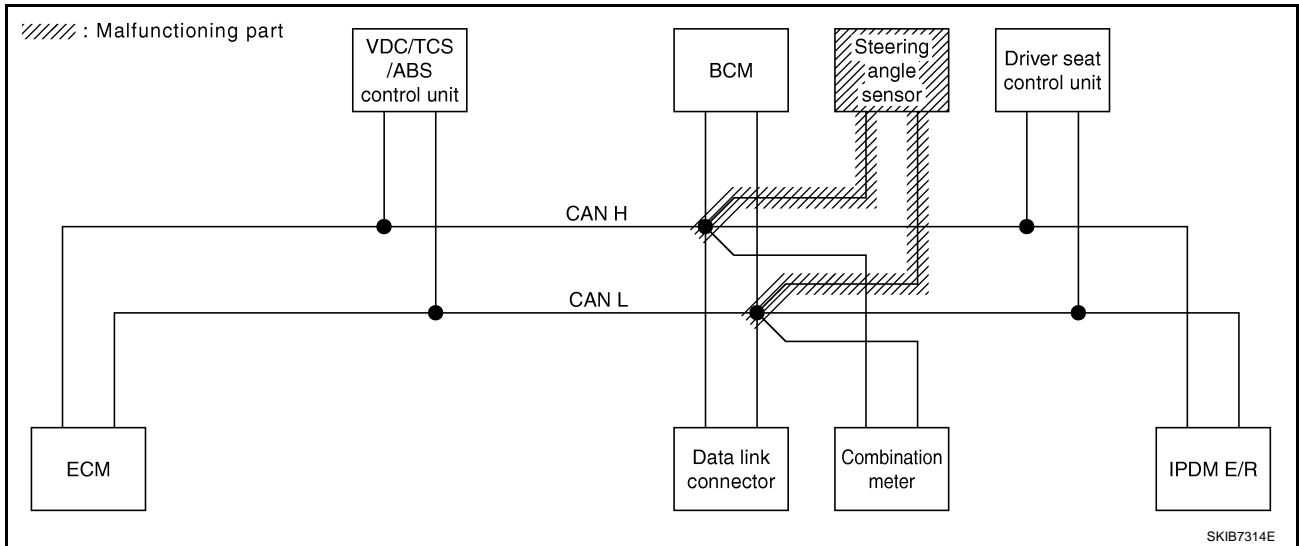 : Malfunctioning part
VDC/TCS
/ABS
control unit
BCM
Steering
angle
sensor
Driver seat
control unit
CAN H
CAN L
ECM
Data link
connector
Combination
meter
IPDM E/R
SKIB7314E